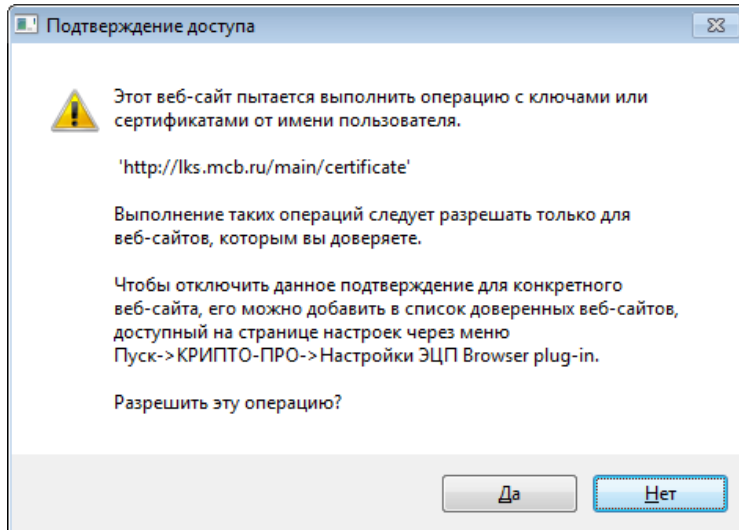 Подтверждение доступа
Этот веб-сайт пытается выполнить операцию с ключами или
сертификатами от имени пользователя.
'http://lks.mcb.ru/main/certificate'
Выполнение таких операций следует разрешать только для
веб-сайтов, которым вы доверяете.
Чтобы отключить данное подтверждение для конкретного
веб-сайта, его можно добавить в список доверенных веб-сайтов,
доступный на странице настроек через меню
Пуск->КРИПТО-ПРО->Настройки ЭЦП Browser plug-in.
Разрешить эту операцию?
Да
Нет